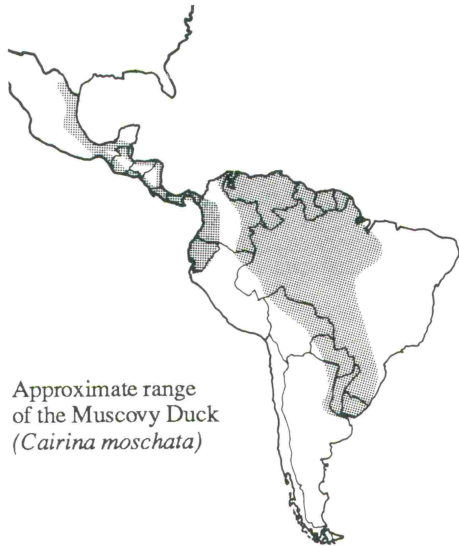 Approximate range
of the Muscovy Duck
(Cairina moschata)